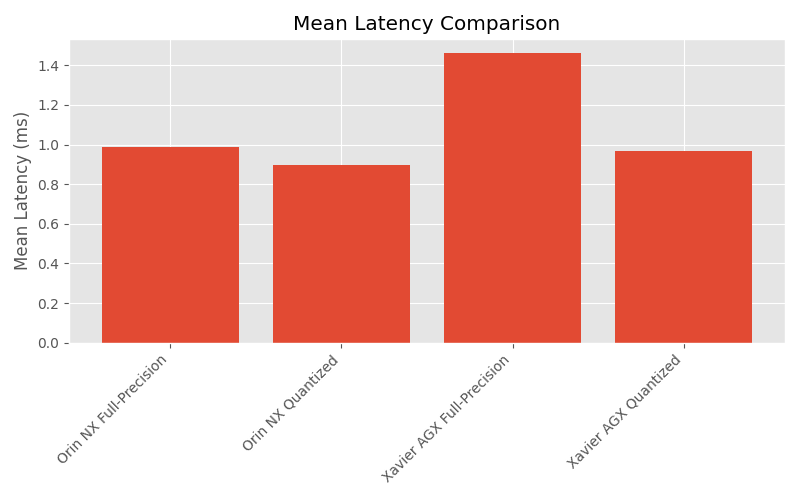 Mean Latency Comparison
Mean Latency (ms)
1.4
1.2
1.0
0.8
0.6
0.4
0.2
0.0
Orin NX Full-Precision
Orin NX Quantized
Xavier AGX Full-Precision
Xavier AGX Quantized